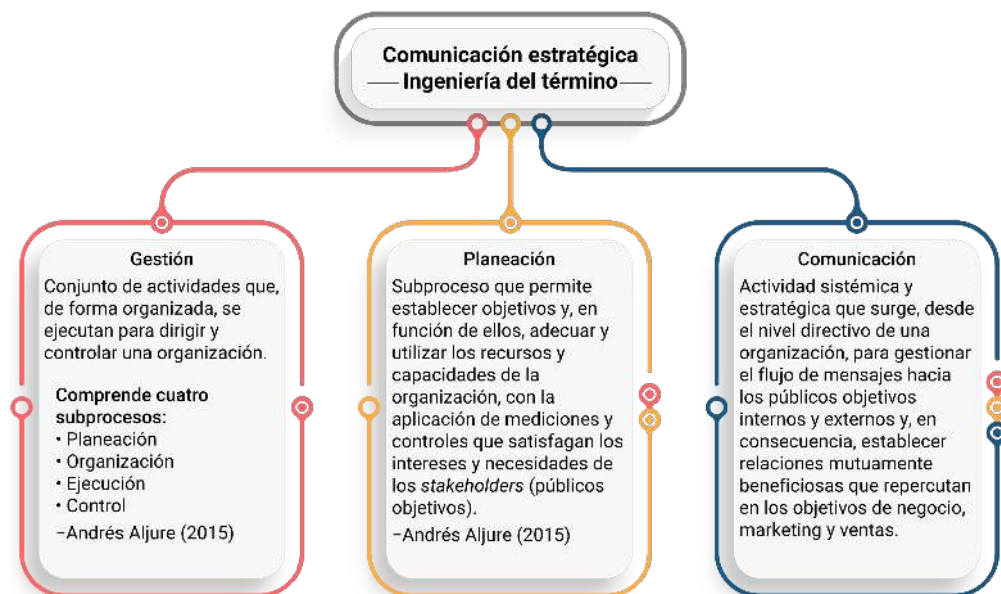 Comunicación estratégica
Ingeniería del término
Gestión
Conjunto de actividades que,
de forma organizada, se
ejecutan para dirigir y
controlar una organización.
Comprende cuatro
subprocesos:
• Planeación
• Organización
• Ejecución
• Control
–Andrés Aljure (2015)
Planeación
Subproceso que permite
establecer objetivos y, en
función de ellos, adecuar y
utilizar los recursos y
capacidades de la
organización, con la
aplicación de mediciones y
controles que satisfagan los
intereses y necesidades de
los stakeholders (públicos
objetivos).
–Andrés Aljure (2015)
Comunicación
Actividad sistémica y
estratégica que surge, desde
el nivel directivo de una
organización, para gestionar
el flujo de mensajes hacia
los públicos objetivos
internos y externos y, en
consecuencia, establecer
relaciones mutuamente
beneficiosas que repercutan
en los objetivos de negocio,
marketing y ventas.